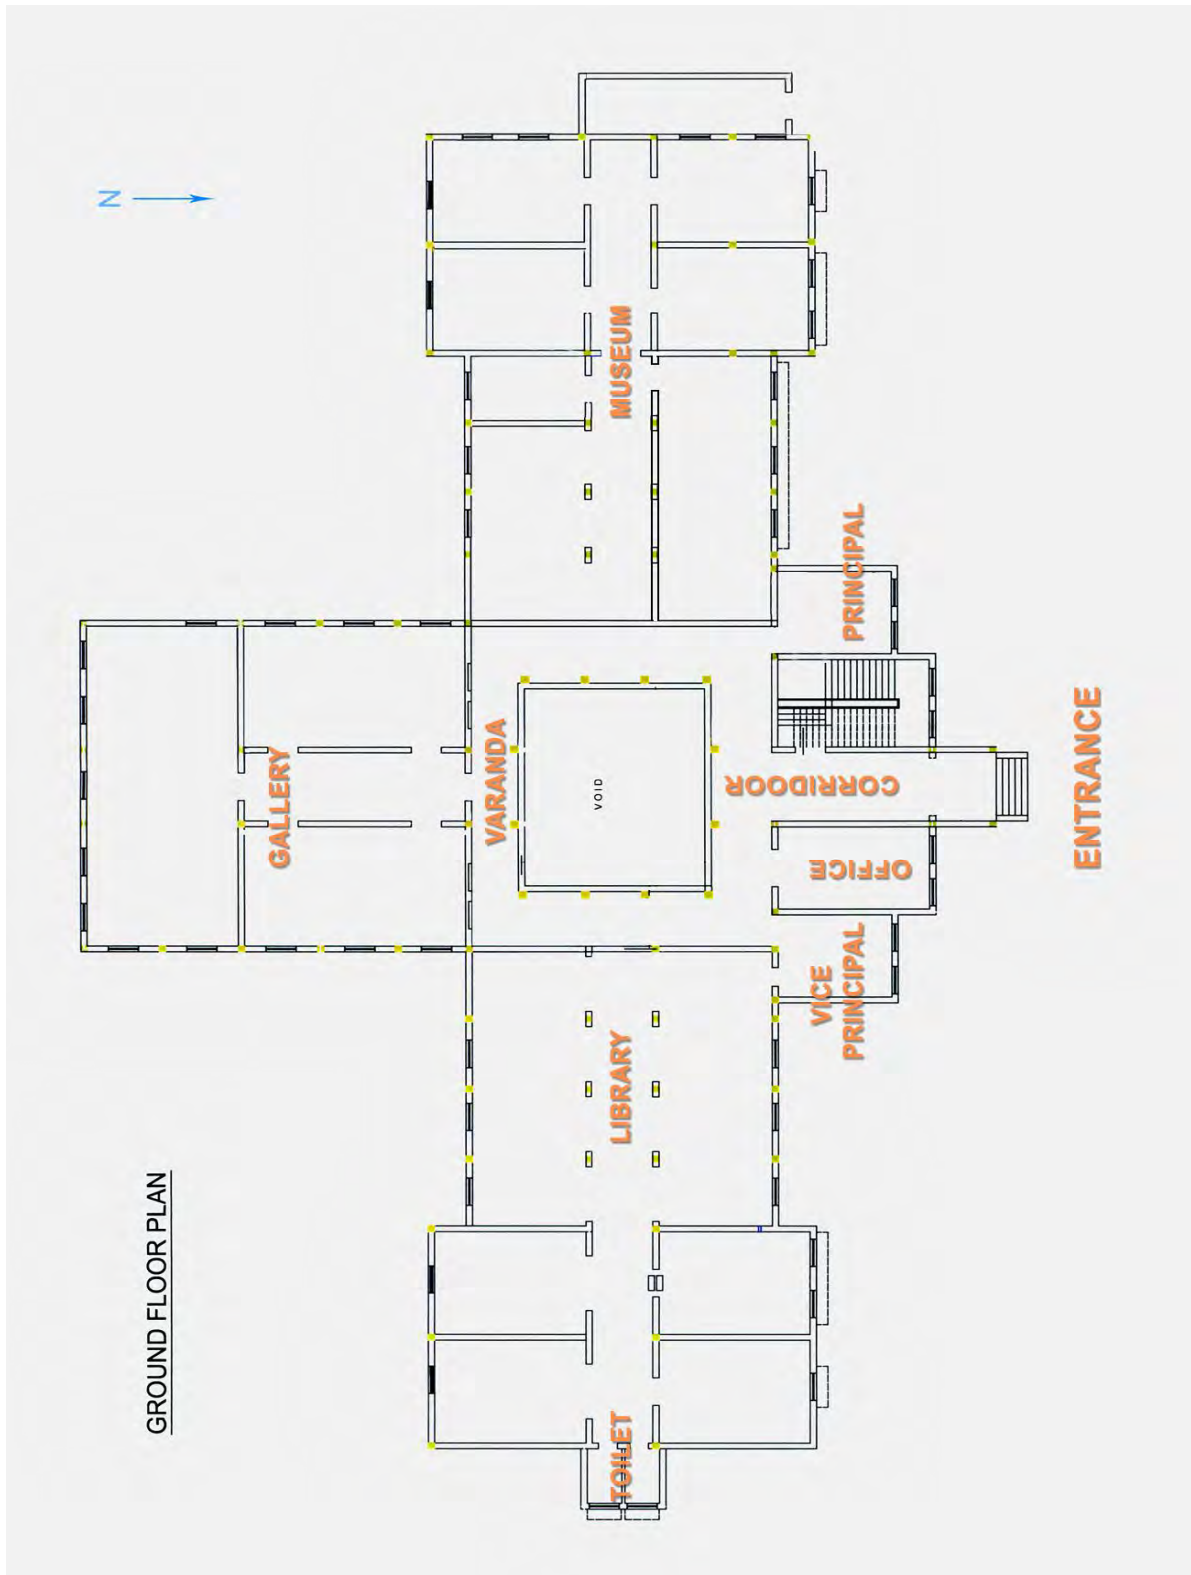 N
GROUND FLOOR PLAN
GALLERY
VARANDA
VOID
TOILET
LIBRARY
MUSEUM
CORRIDOOR
VICE
PRINCIPAL
OFFICE
PRINCIPAL
ENTRANCE